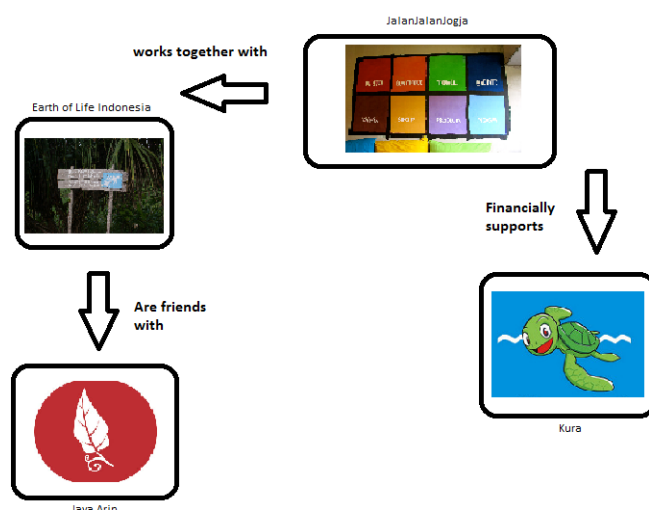 JalanJalanJogja
works together with
Earth of Life Indonesia
Financially
supports
Are friends
with
Kura